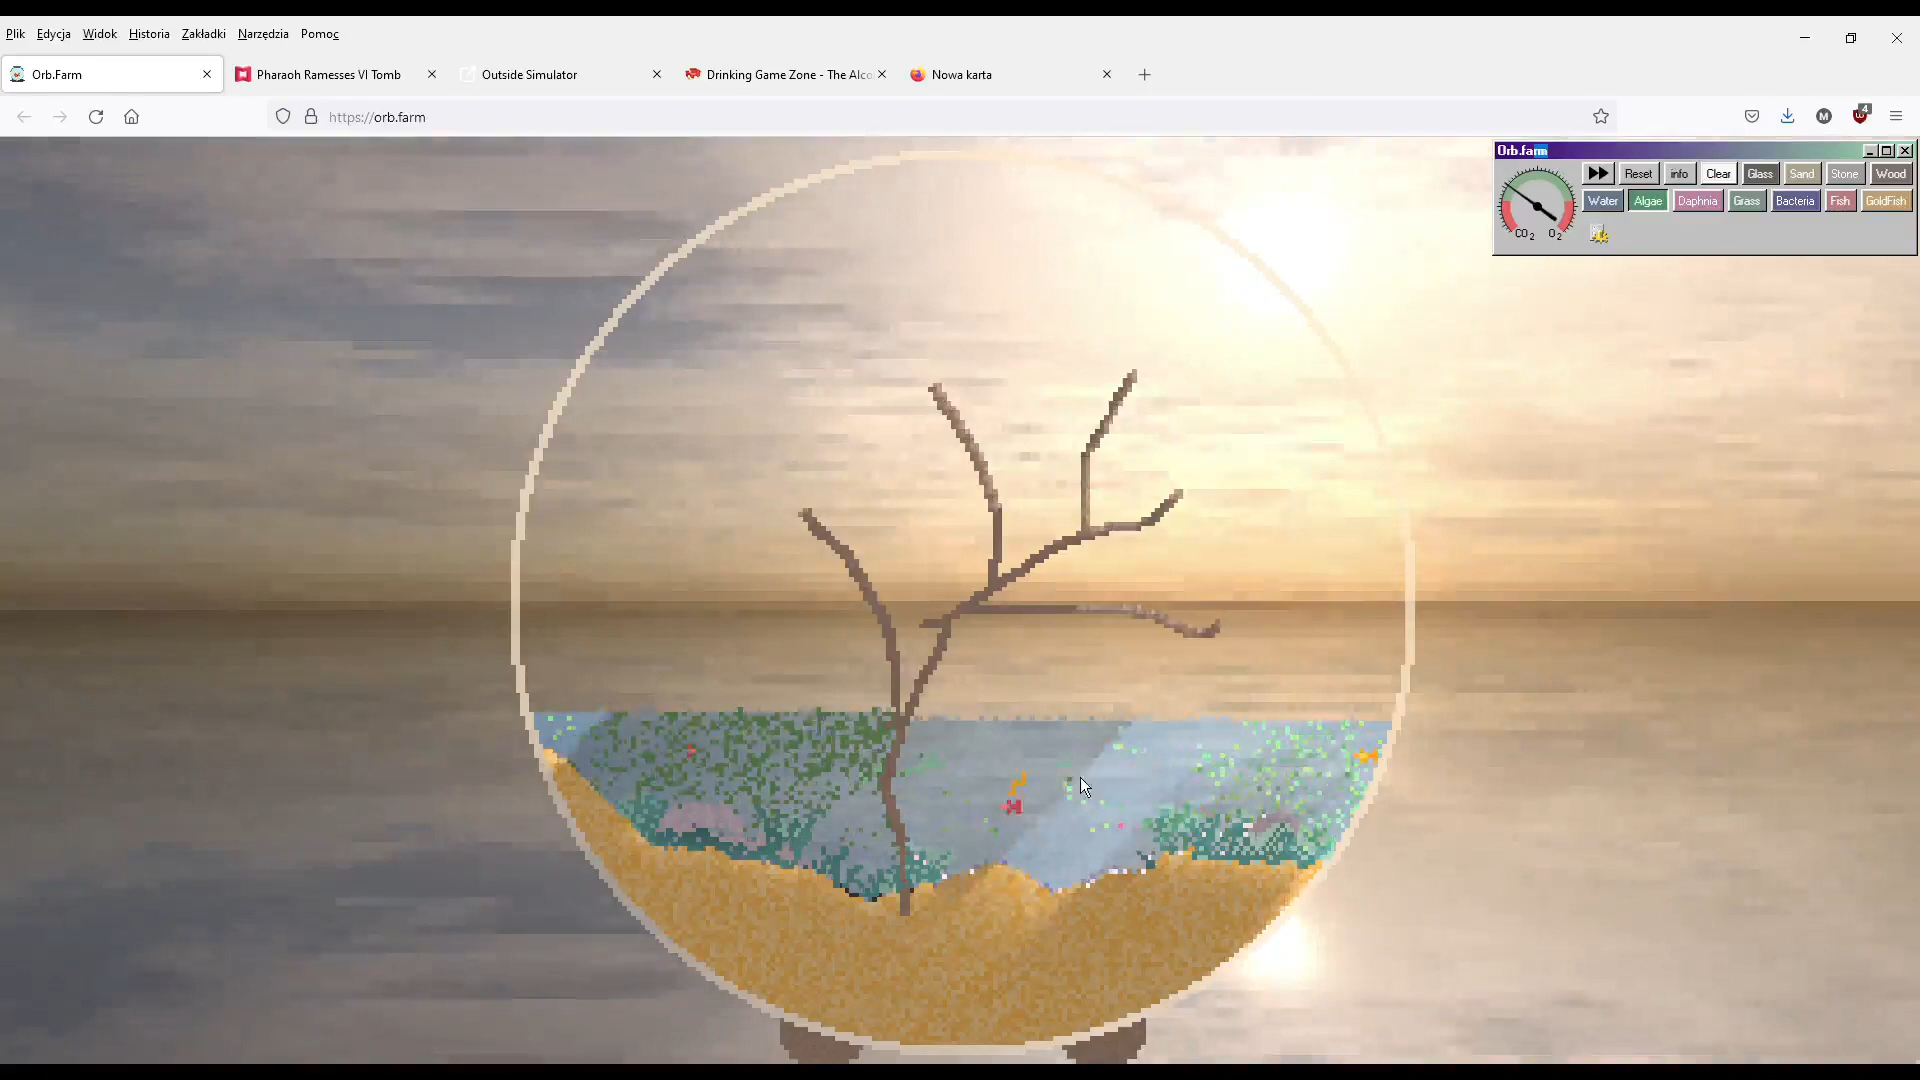 Plik Edycja Widok Historia Zakładki Narzędzia Pomoc
Orb.Farm Pharaoh Ramesses VI Tomb Outside Simulator Drinking Game Zone - The Alco Nowa karta
https://orb.farm
M
4
Orb.farm
Reset info Clear Glass Sand Stone Wood
Water Algae Daphnia Grass Bacteria Fish GoldFish
CO2 O2